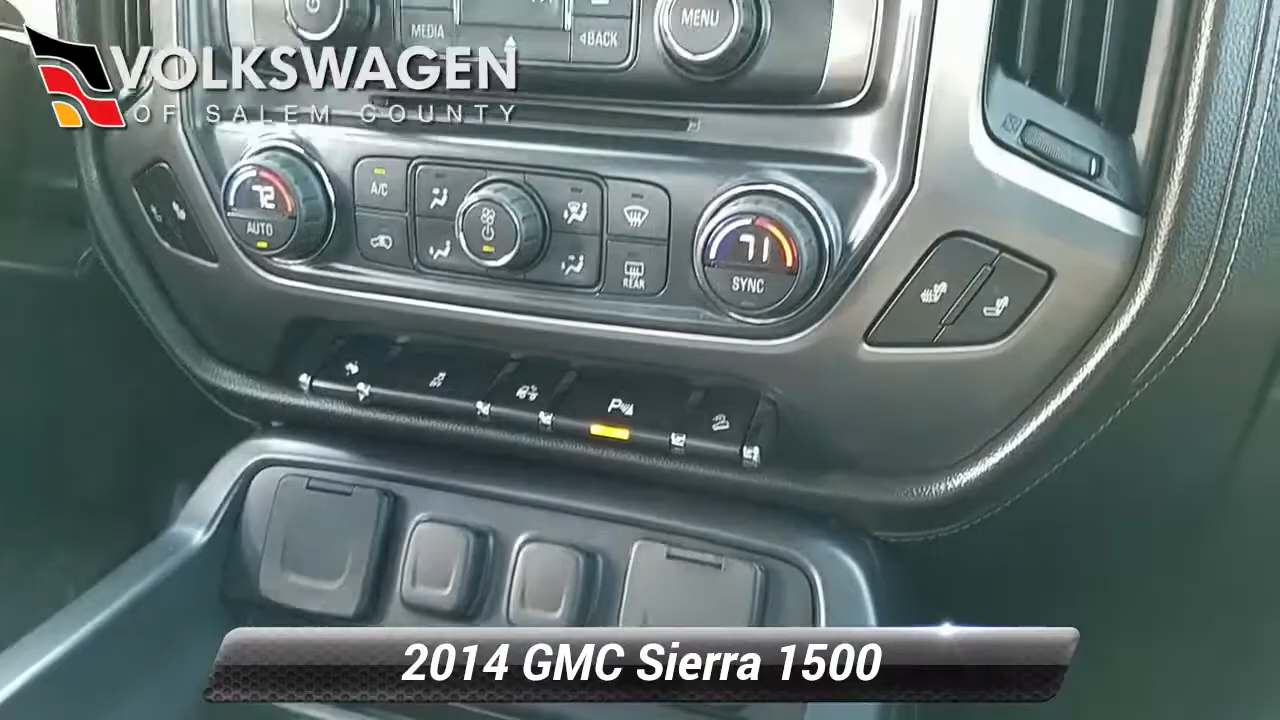 VOLKSWAGEN
OF SALEM COUNTY
MEDIA
BACK
MENU
72
AUTO
A/C
REAR
71
SYNC
P
2014 GMC Sierra 1500